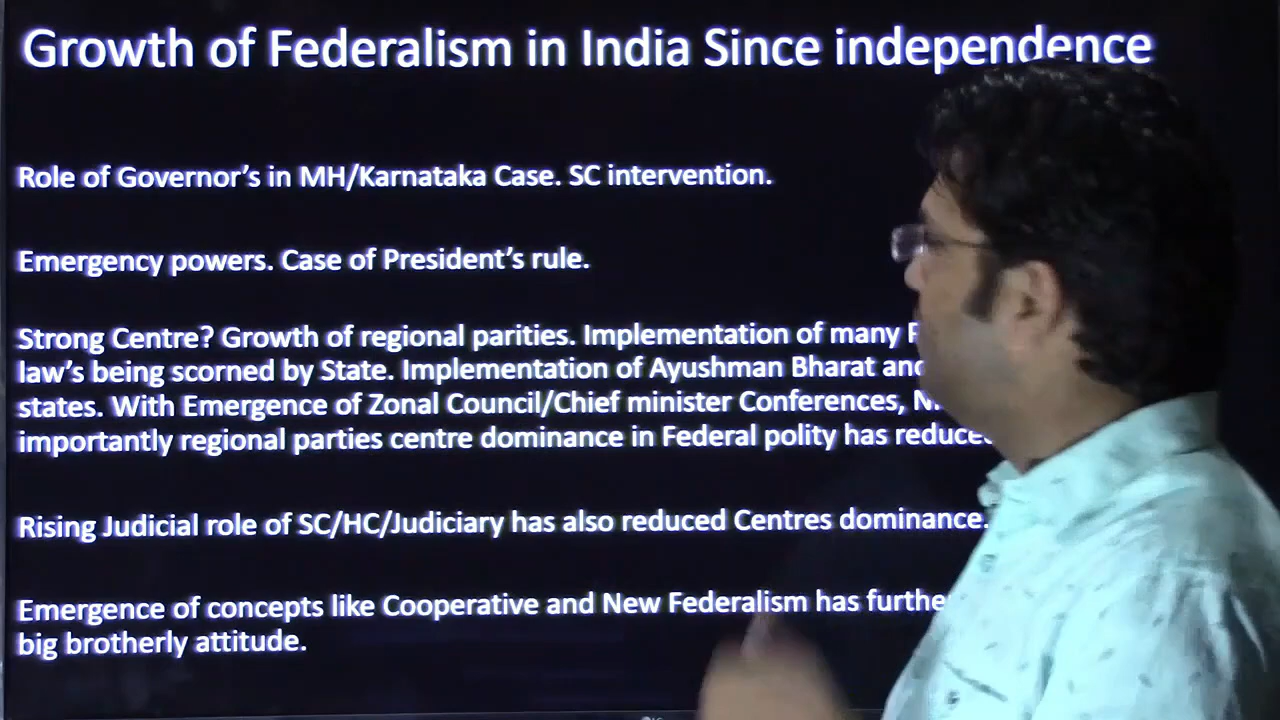 Growth of Federalism in India Since independence
Role of Governor's in MH/Karnataka Case. SC intervention.
Emergency powers. Case of President's rule.
Strong Centre? Growth of regional parities. Implementation of many
law's being scorned by State. Implementation of Ayushman Bharat and
states. With Emergence of Zonal Council/Chief minister Conferences,
importantly regional parties centre dominance in Federal polity has reduced
Rising Judicial role of SC/HC/Judiciary has also reduced Centres dominance.
Emergence of concepts like Cooperative and New Federalism has further
big brotherly attitude.
LG